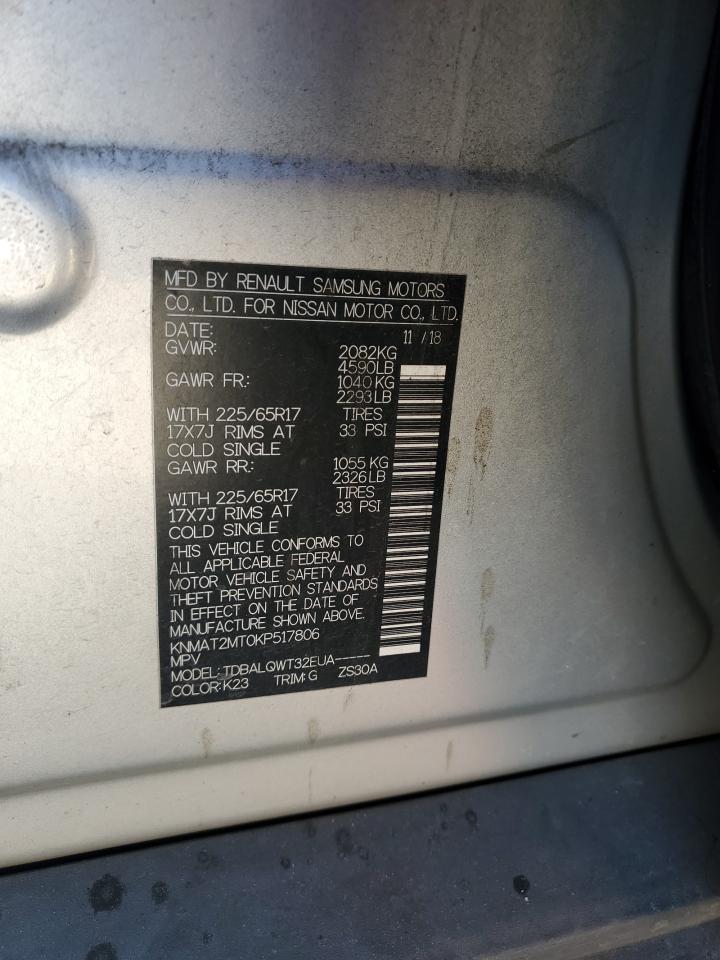 MFD BY RENAULT SAMSUNG MOTORS
CO., LTD. FOR NISSAN MOTOR CO., LTD.
DATE: 11 / 18
GVWR: 2082KG
4590LB
GAWR FR: 1040KG
2293LB
WITH 225/65R17 TIRES
17X7J RIMS AT 33 PSI
COLD SINGLE
GAWR RR: 1055KG
2326LB
WITH 225/65R17 TIRES
17X7J RIMS AT 33 PSI
COLD SINGLE
THIS VEHICLE CONFORMS TO
ALL APPLICABLE FEDERAL
MOTOR VEHICLE SAFETY AND
THEFT PREVENTION STANDARDS
IN EFFECT ON THE DATE OF
MANUFACTURE SHOWN ABOVE.
KNMAT2MT0KP517806
MPV
MODEL: TDBALQWT32EUA-----
COLOR: K23 TRIM: G ZS30A